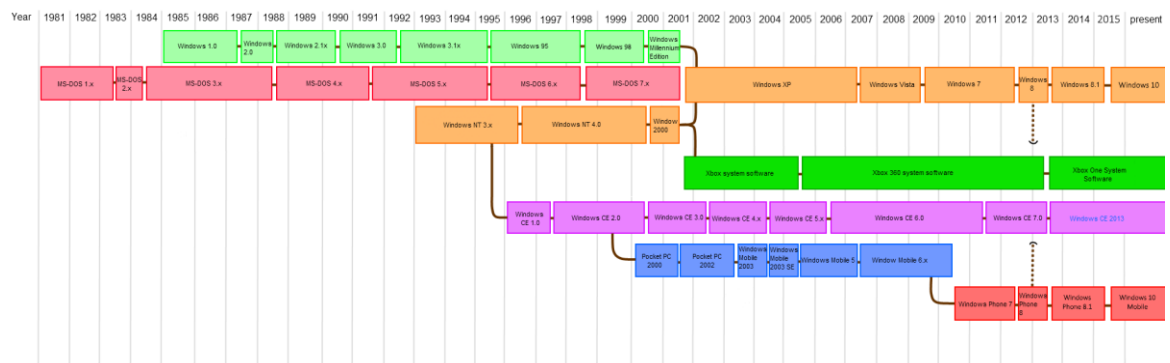 Year 1981 1982 1983 1984 1985 1986 1987 1988 1989 1990 1991 1992 1993 1994 1995 1996 1997 1998 1999 2000 2001 2002 2003 2004 2005 2006 2007 2008 2009 2010 2011 2012 2013 2014 2015 present
Windows 1.0
Windows
2.0
Windows 2.1x
Windows 3.0
Windows 3.1x
Windows 95
Windows 98
Windows
Millennium
Edition
MS-DOS 1.x
MS-DOS
2.x
MS-DOS 3.x
MS-DOS 4.x
MS-DOS 5.x
MS-DOS 6.x
MS-DOS 7.x
Windows XP
Windows Vista
Windows 7
Windows
8
Windows 8.1
Windows 10
Windows NT 3.x
Windows NT 4.0
Window
2000
Xbox system software
Xbox 360 system software
Xbox One System
Software
Windows
CE 1.0
Windows CE 2.0
Windows CE 3.0
Windows CE 4.x
Windows CE 5.x
Windows CE 6.0
Windows CE 7.0
Windows CE 2013
Pocket PC
2000
Pocket PC
2002
Windows
Mobile
2003
Windows
Mobile
2003 SE
Windows Mobile 5
Window Mobile 6.x
Windows Phone 7
Windows
Phone
8
Windows
Phone 8.1
Windows 10
Mobile